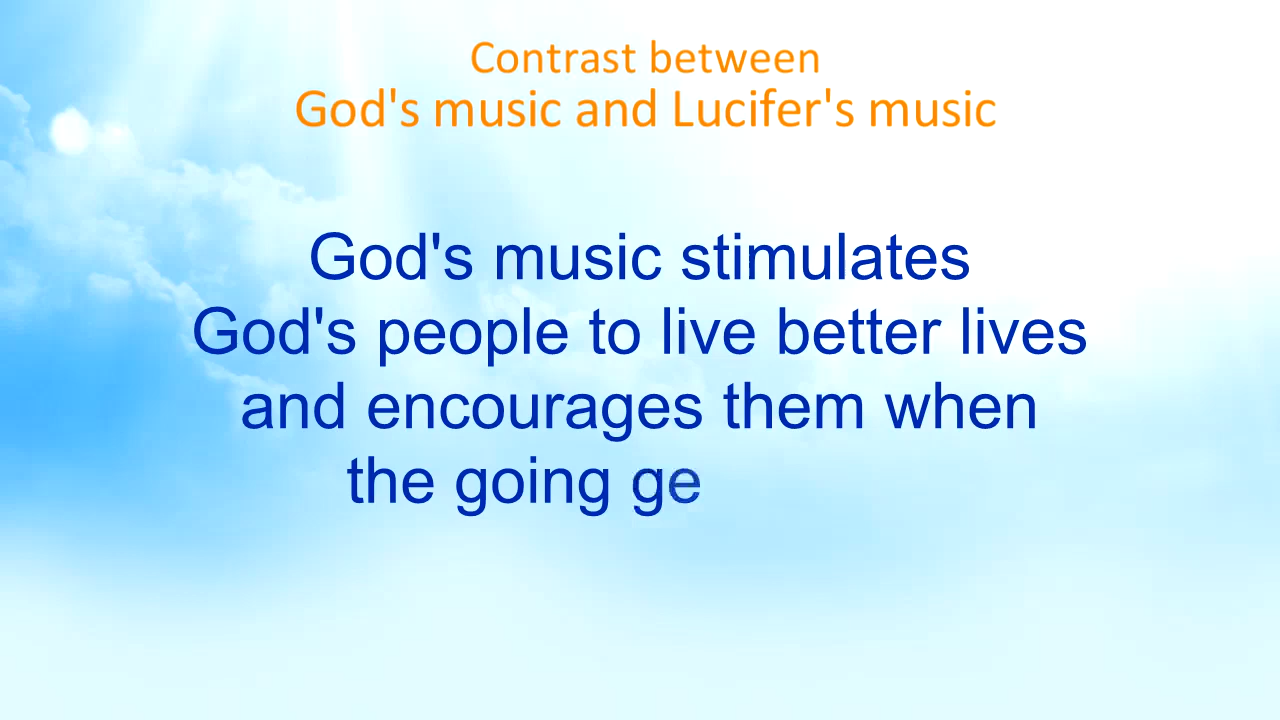 Contrast between
God's music and Lucifer's music
God's music stimulates
God's people to live better lives
and encourages them when
the going ge